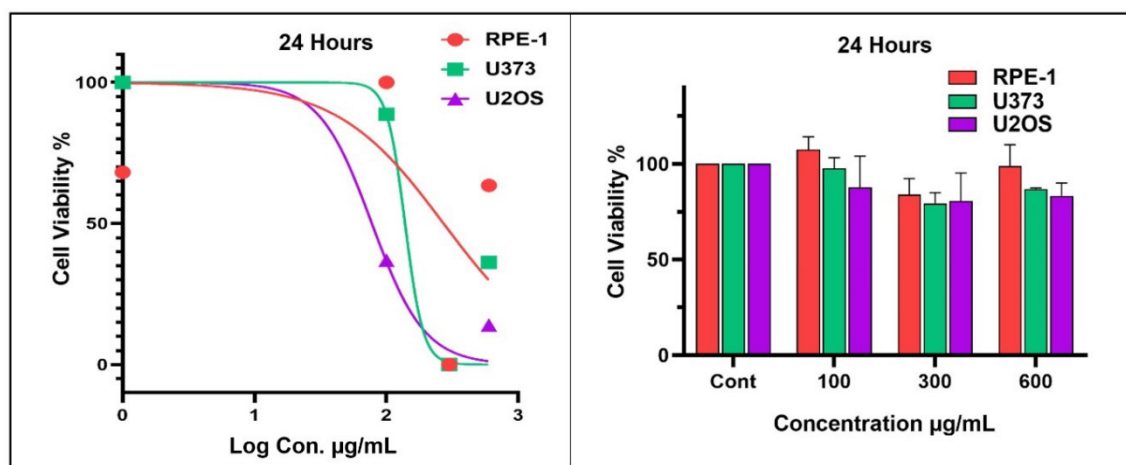 24 Hours
RPE-1
U373
U2OS
100
50
0
Cell Viability %
0
1
2
3
Log Con. µg/mL
24 Hours
RPE-1
U373
U2OS
100
50
0
Cell Viability %
Cont
100
300
600
Concentration µg/mL